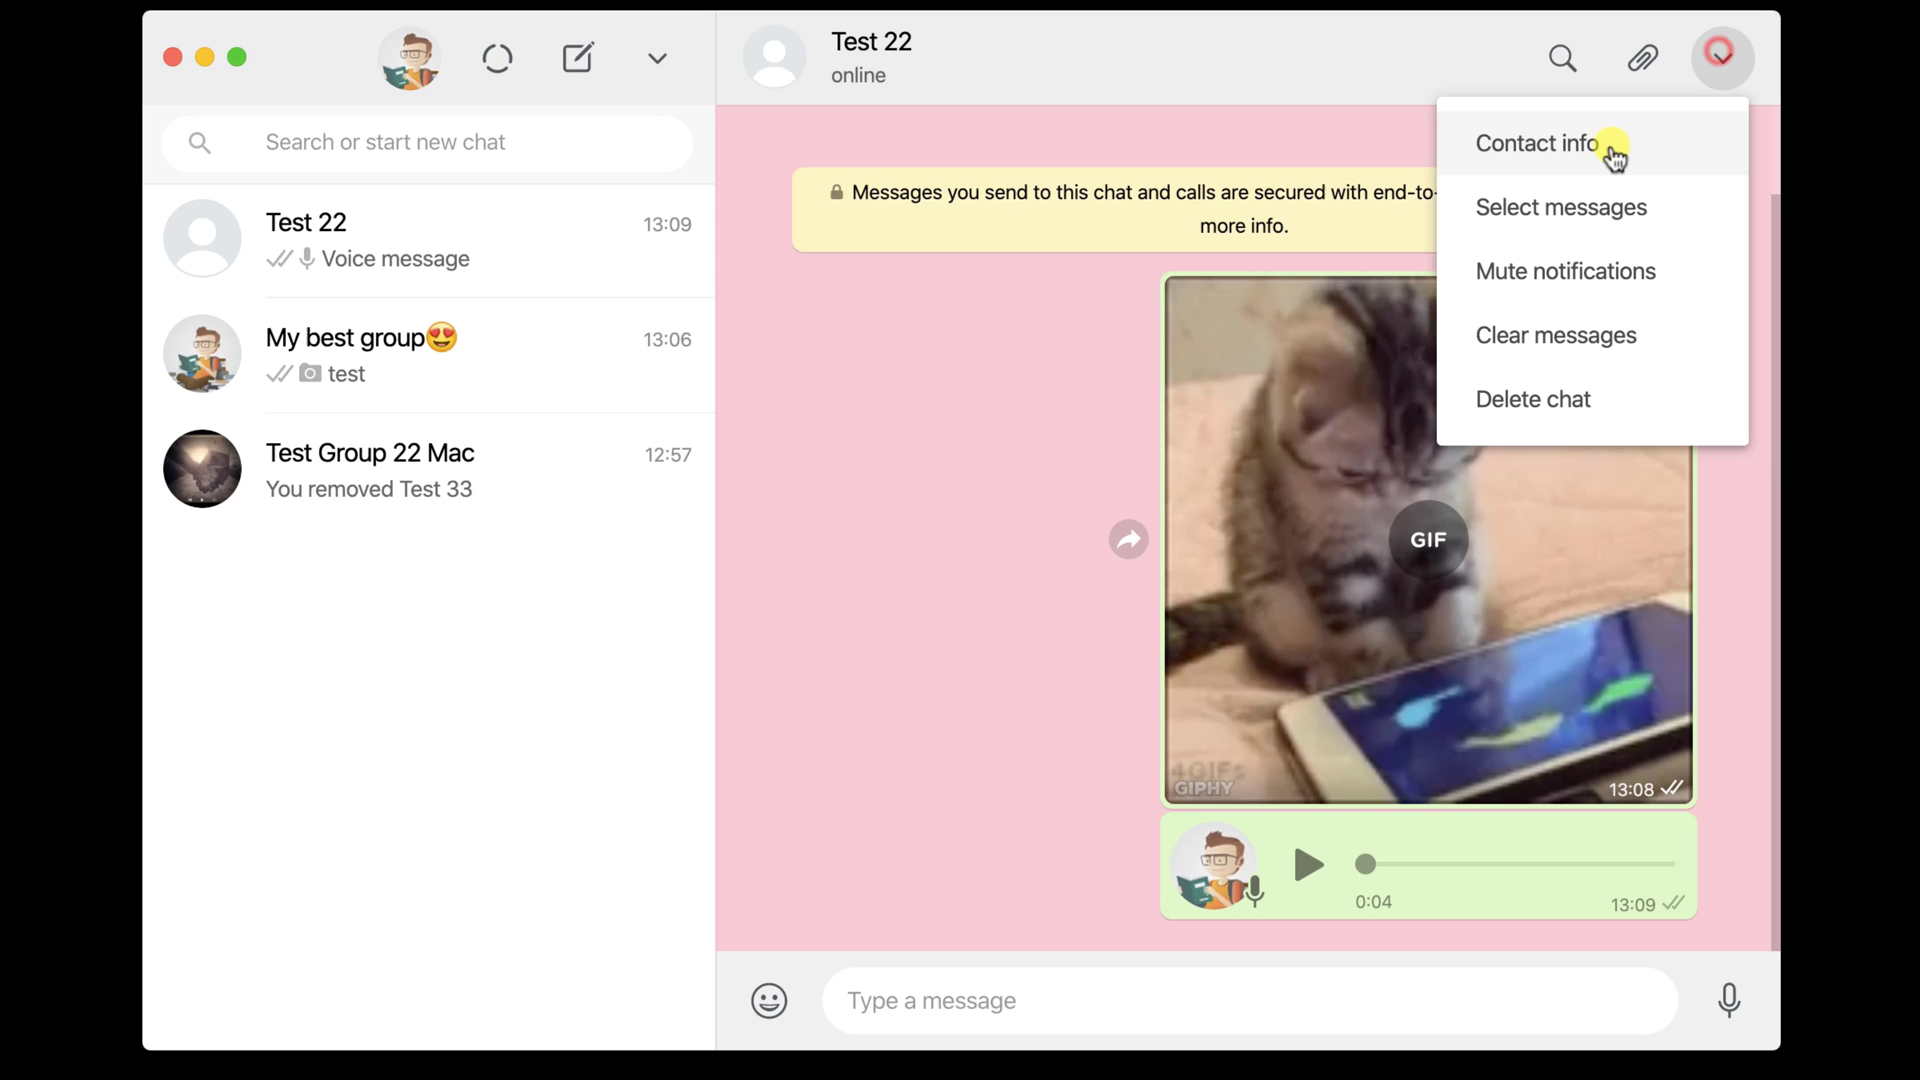 Test 22
online
Search or start new chat
Test 22
13:09
Voice message
My best group😍
13:06
test
Test Group 22 Mac
12:57
You removed Test 33
Messages you send to this chat and calls are secured with end-to-
more info.
Contact info
Select messages
Mute notifications
Clear messages
Delete chat
GIF
4GIFs
GIPHY
13:08
0:04
13:09
Type a message